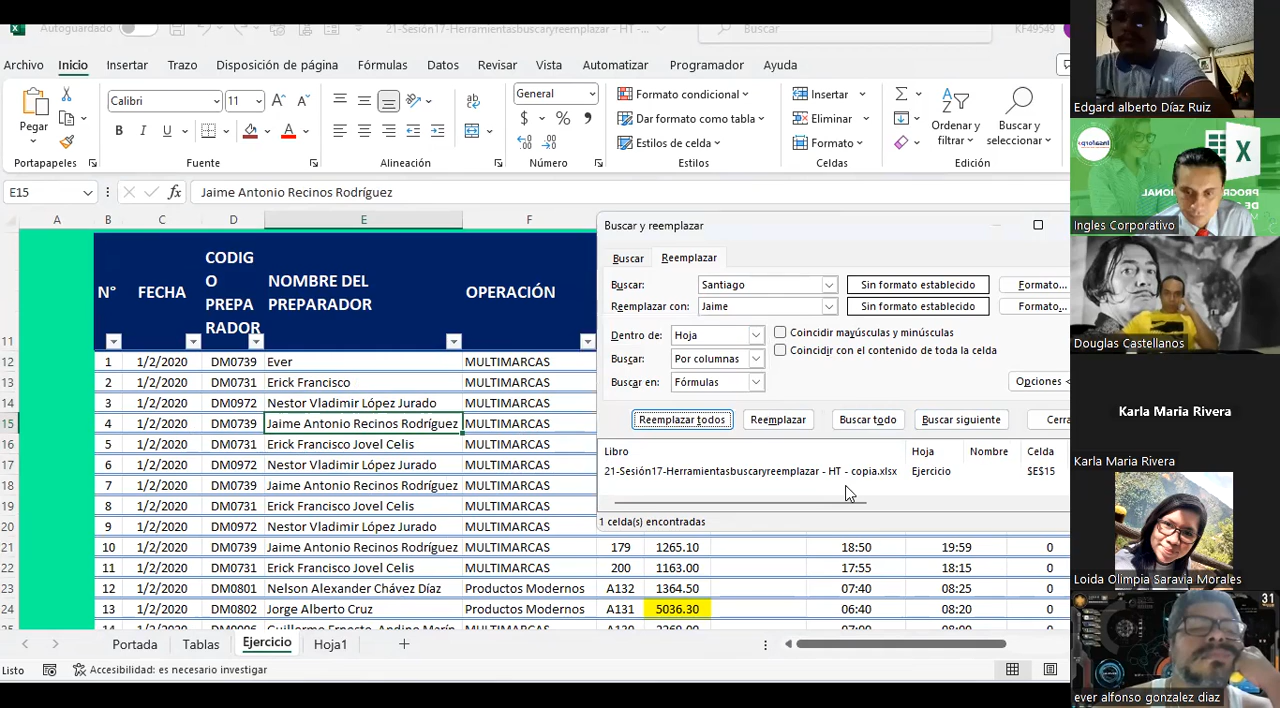 Autoguardado
21-Sesión17-Herramientasbuscaryreemplazar - HT -...
Buscar
KF49549
Archivo Inicio Insertar Trazo Disposición de página Fórmulas Datos Revisar Vista Automatizar Programador Ayuda
Pegar
Calibri 11
N K S
General
$ % 
Formato condicional
Dar formato como tabla
Estilos de celda
Insertar
Eliminar
Formato
Ordenar y filtrar
Buscar y seleccionar
Portapapeles Fuente Alineación Número Estilos Celdas Edición
E15 fx Jaime Antonio Recinos Rodríguez
A B C D E F
11 N° FECHA CODIGO PREPARADOR NOMBRE DEL PREPARADOR OPERACIÓN
12 1 1/2/2020 DM0739 Ever MULTIMARCAS
13 2 1/2/2020 DM0731 Erick Francisco MULTIMARCAS
14 3 1/2/2020 DM0972 Nestor Vladimir López Jurado MULTIMARCAS
15 4 1/2/2020 DM0739 Jaime Antonio Recinos Rodríguez MULTIMARCAS
16 5 1/2/2020 DM0731 Erick Francisco Jovel Celis MULTIMARCAS
17 6 1/2/2020 DM0972 Nestor Vladimir López Jurado MULTIMARCAS
18 7 1/2/2020 DM0739 Jaime Antonio Recinos Rodríguez MULTIMARCAS
19 8 1/2/2020 DM0731 Erick Francisco Jovel Celis MULTIMARCAS
20 9 1/2/2020 DM0972 Nestor Vladimir López Jurado MULTIMARCAS
21 10 1/2/2020 DM0739 Jaime Antonio Recinos Rodríguez MULTIMARCAS 179 1265.10 18:50 19:59 0
22 11 1/2/2020 DM0731 Erick Francisco Jovel Celis MULTIMARCAS 200 1163.00 17:55 18:15 0
23 12 1/2/2020 DM0802 Nelson Alexander Chávez Díaz Productos Modernos A132 1364.50 07:40 08:25 0
24 13 1/2/2020 DM0802 Jorge Alberto Cruz Productos Modernos A131 5036.30 06:40 08:20 0
Buscar y reemplazar
Buscar Reemplazar
Buscar: Santiago Sin formato establecido Formato...
Reemplazar con: Jaime Sin formato establecido Formato...
Dentro de: Hoja Coincidir mayúsculas y minúsculas
Buscar: Por columnas Coincidir con el contenido de toda la celda
Buscar en: Fórmulas Opciones <
Reemplazar todos Reemplazar Buscar todo Buscar siguiente Cerra
Libro Hoja Nombre Celda
21-Sesión17-Herramientasbuscaryreemplazar - HT - copia.xlsx Ejercicio $E$15
1 celda(s) encontradas
Portada Tablas Ejercicio Hoja1 +
Listo Accesibilidad: es necesario investigar
Edgard alberto Díaz Ruiz
Ingles Corporativo
Douglas Castellanos
Karla Maria Rivera
Karla Maria Rivera
Loida Olimpia Saravia Morales
31
ever alfonso gonzalez diaz